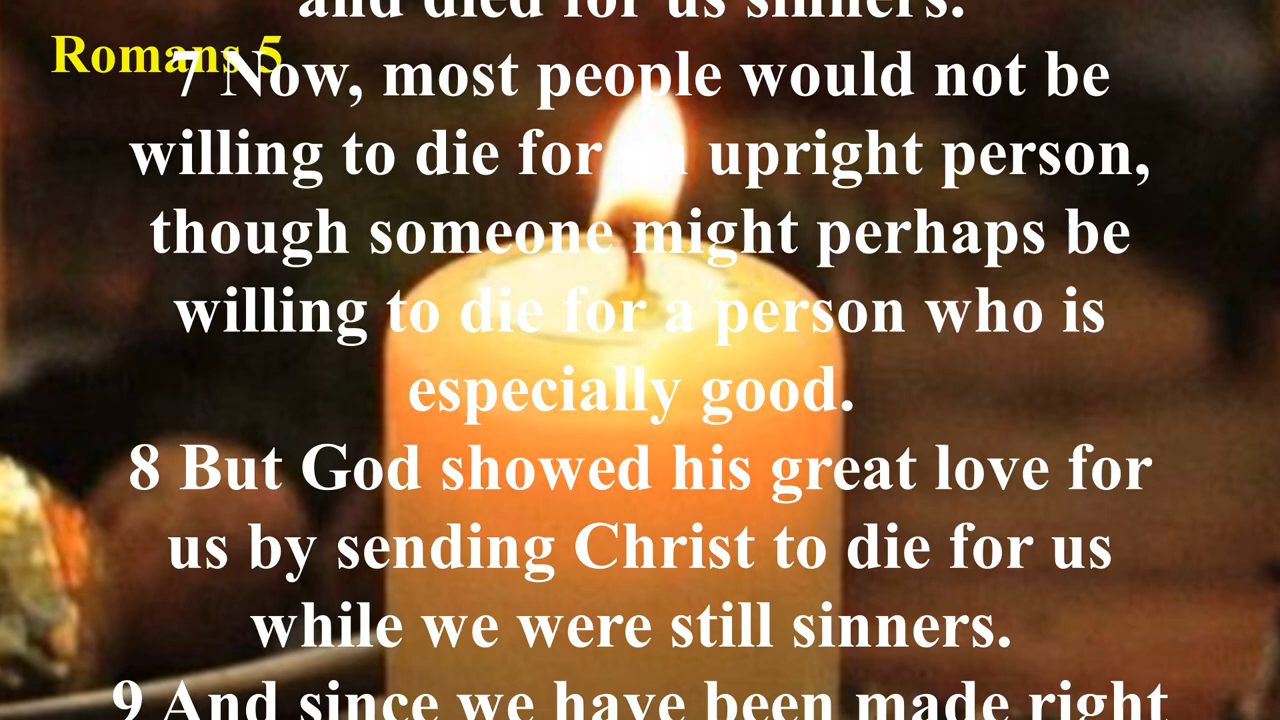 and died for us sinners.
Romans 5
7 Now, most people would not be
willing to die for an upright person,
though someone might perhaps be
willing to die for a person who is
especially good.
8 But God showed his great love for
us by sending Christ to die for us
while we were still sinners.
9 And since we have been made right